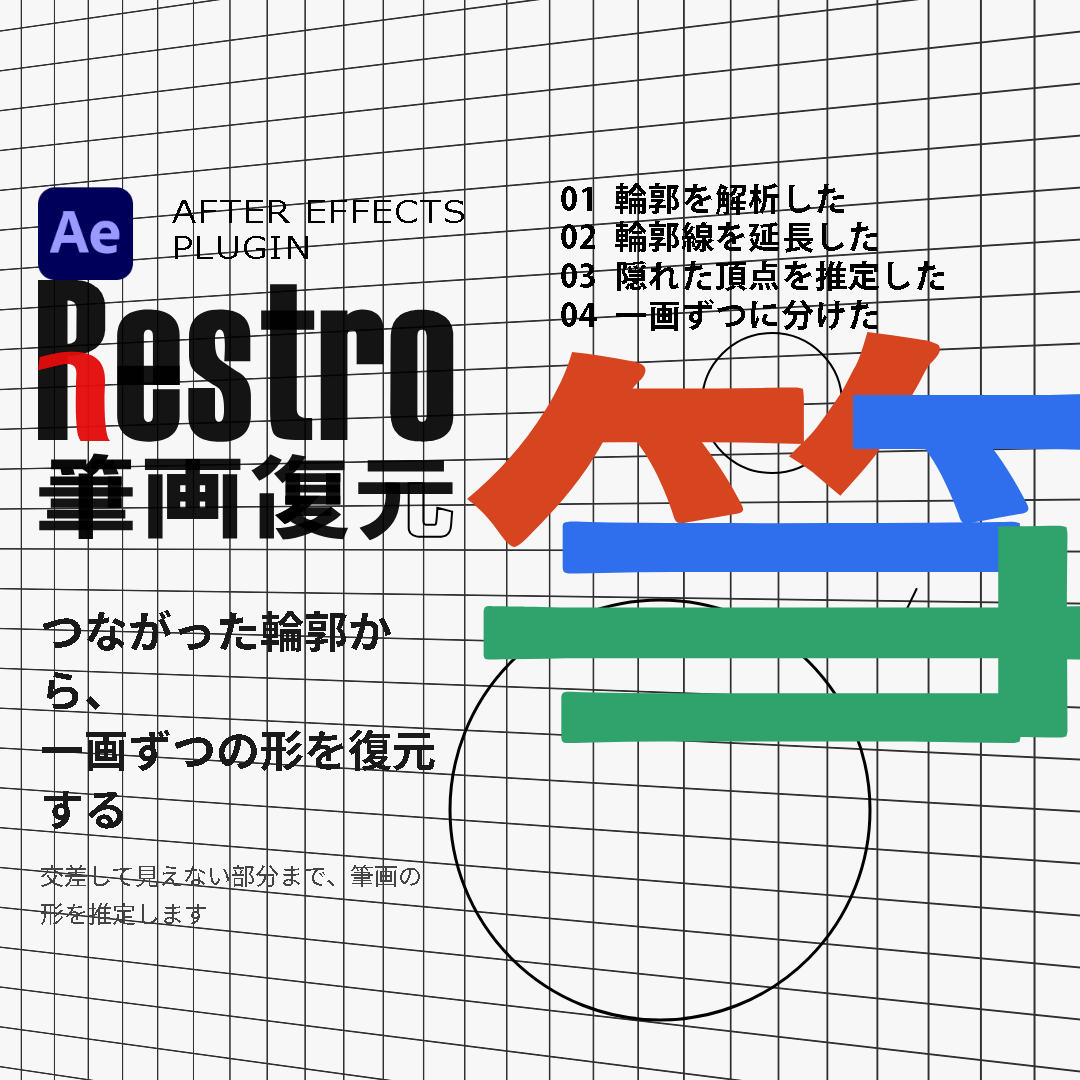 Ae
AFTER EFFECTS
PLUGIN
Restro
筆画復元
01 輪郭を解析した
02 輪郭線を延長した
03 隠れた頂点を推定した
04 一画ずつに分けた
つながった輪郭か
ら、
一画ずつの形を復元
する
交差して見えない部分まで、筆画の
形を推定します